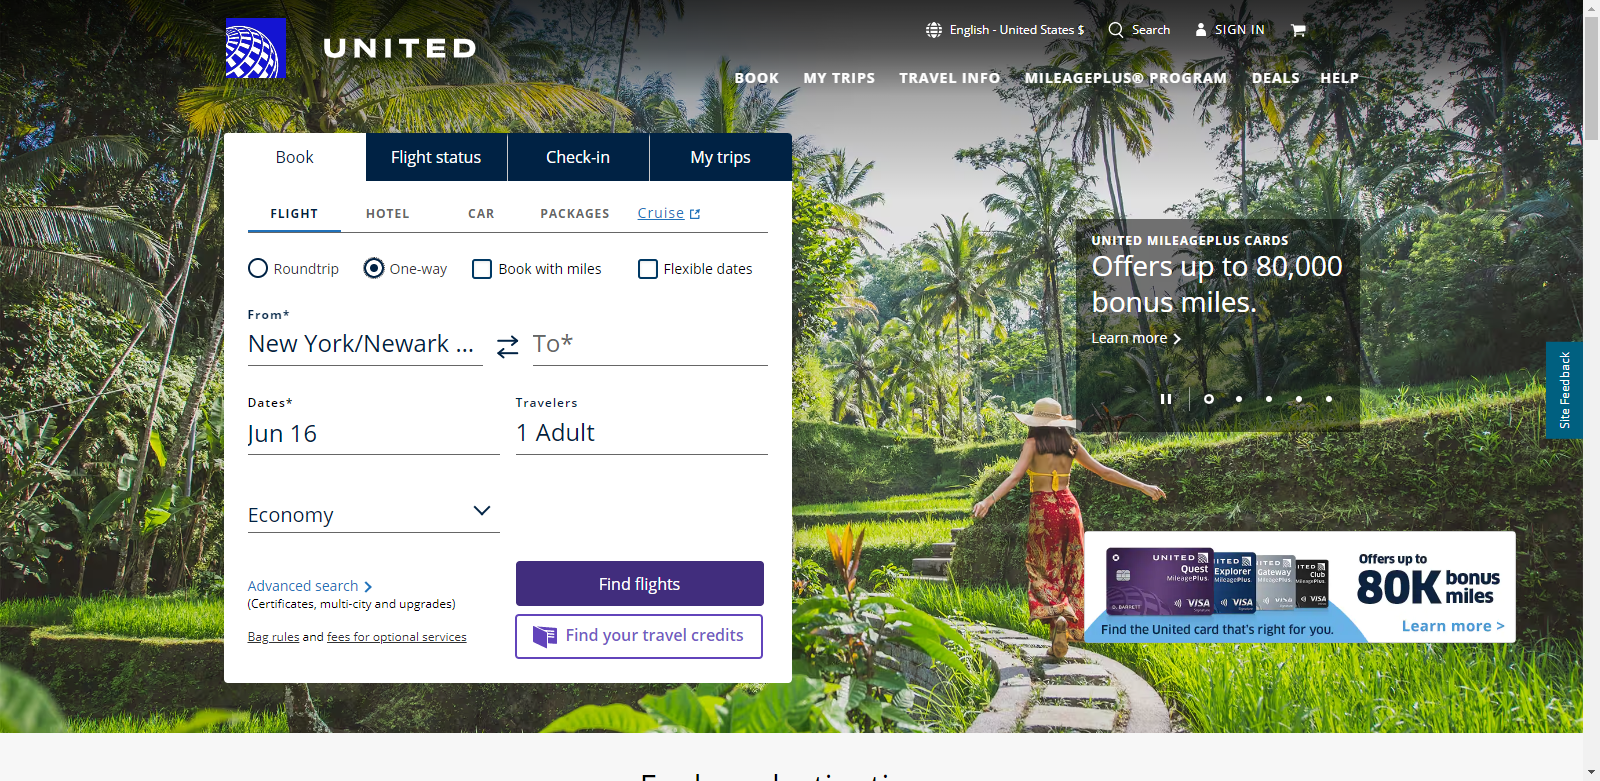 UNITED
English - United States $
Search
SIGN IN
BOOK
MY TRIPS
TRAVEL INFO
MILEAGEPLUS® PROGRAM
DEALS
HELP
Book
Flight status
Check-in
My trips
FLIGHT
HOTEL
CAR
PACKAGES
Cruise
Roundtrip
One-way
Book with miles
Flexible dates
From*
New York/Newark ...
To*
Dates*
Jun 16
Travelers
1 Adult
Economy
Advanced search
(Certificates, multi-city and upgrades)
Bag rules and fees for optional services
Find flights
Find your travel credits
UNITED MILEAGEPLUS CARDS
Offers up to 80,000
bonus miles.
Learn more
Site Feedback
UNITED
Quest
MileagePlus.
D. BARRETT
VISA
Signature
Explorer
MileagePlus.
VISA
Gateway
MileagePlus.
VISA
Club
MileagePlus.
VISA
Find the United card that's right for you.
Offers up to
80K bonus miles
Learn more >